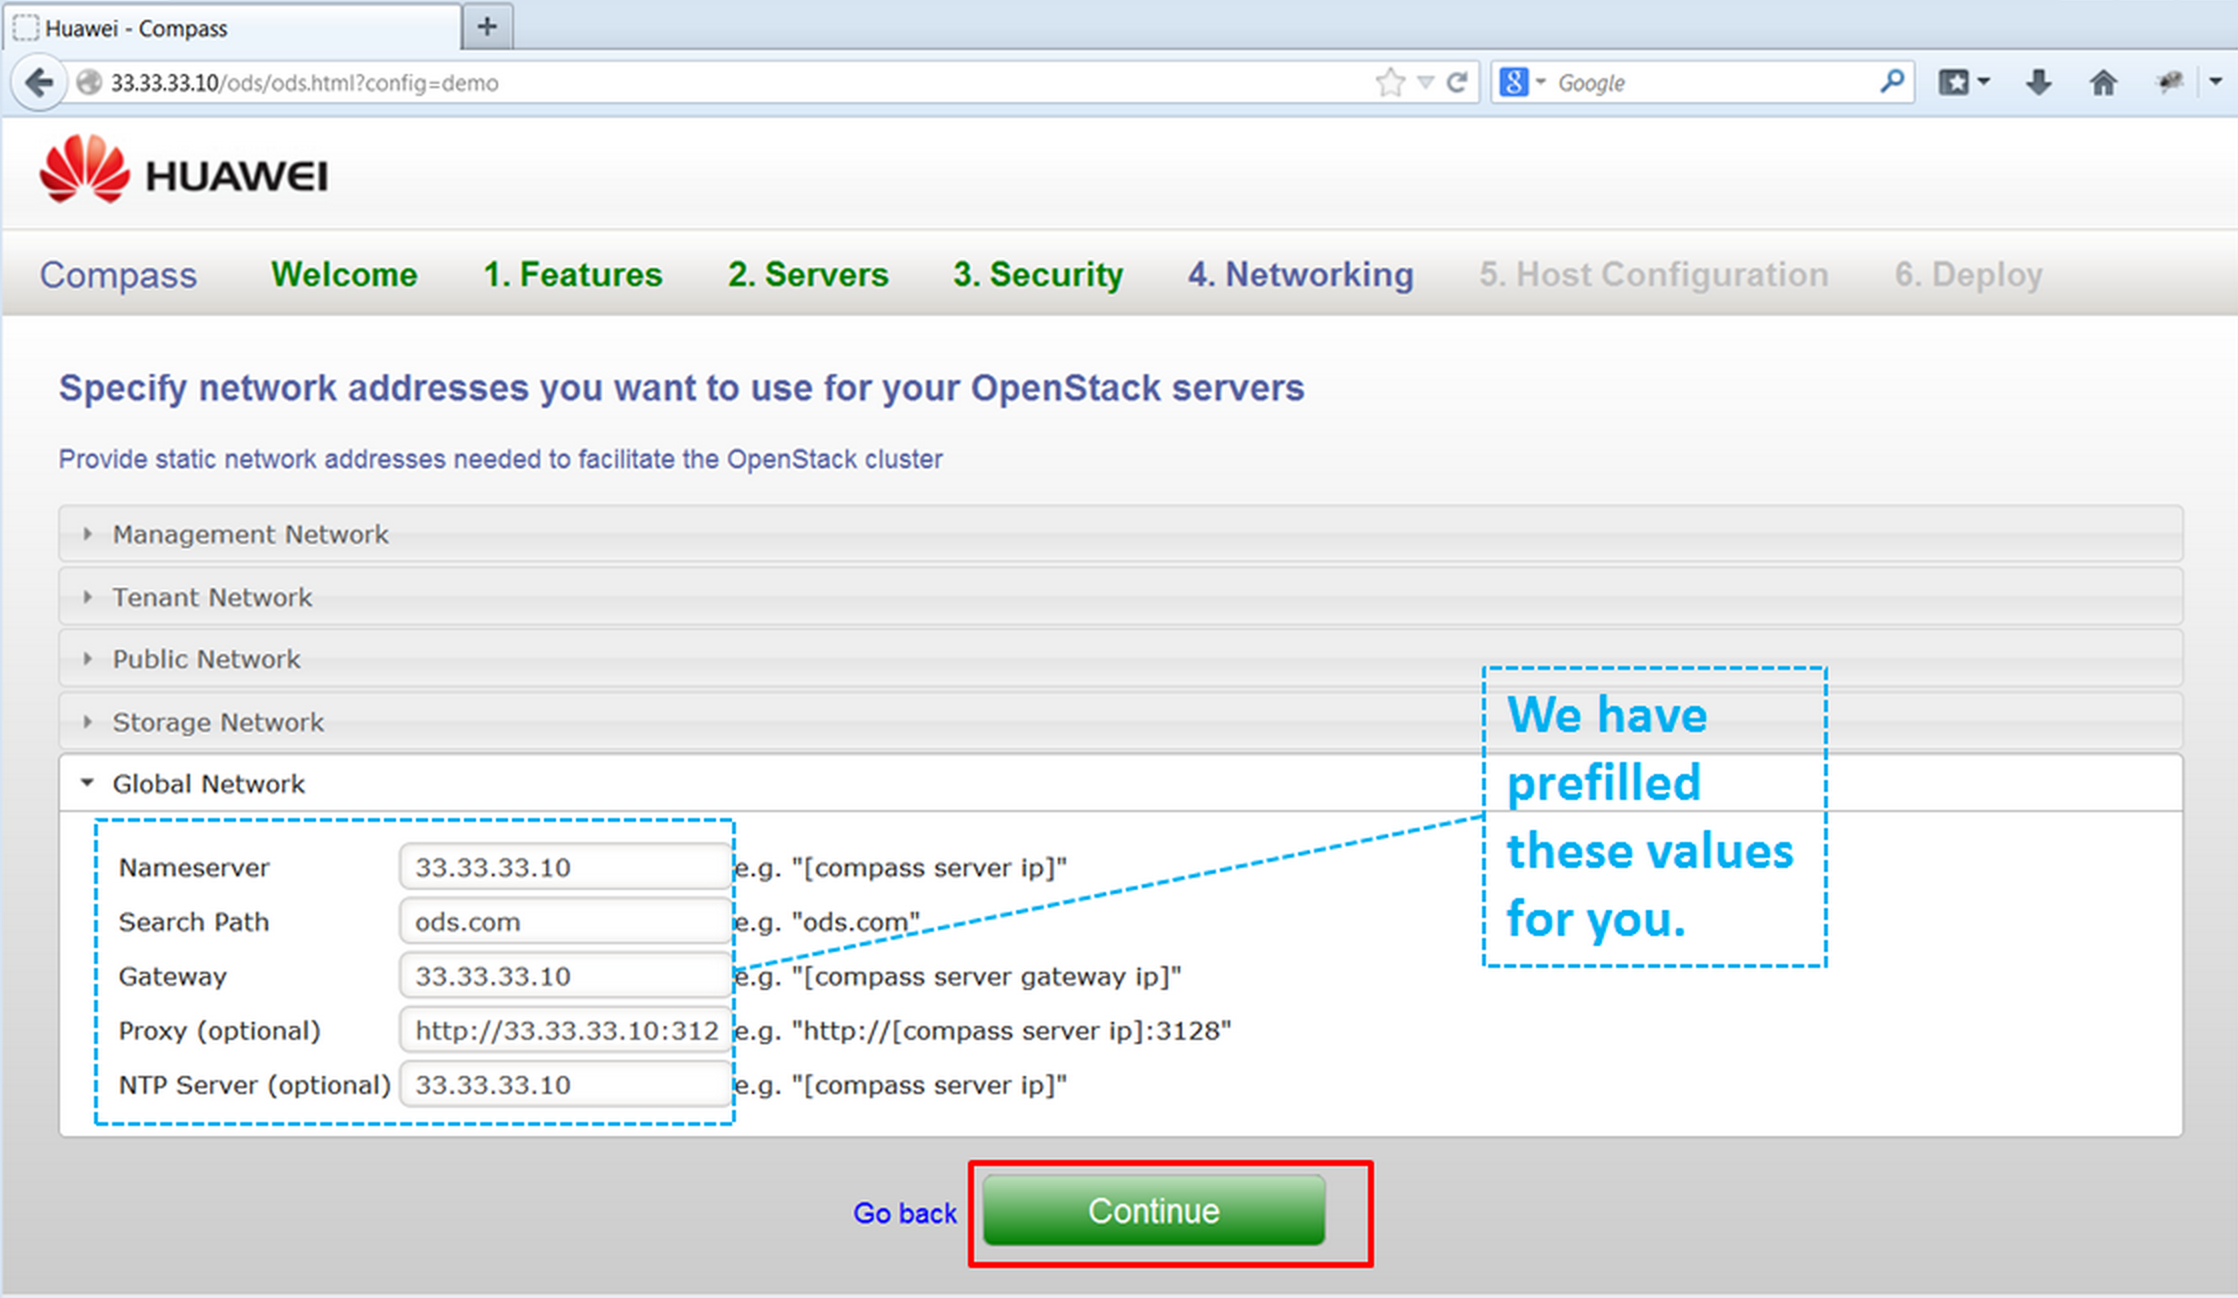 Huawei - Compass
33.33.33.10/ods/ods.html?config=demo
Google
HUAWEI
Compass Welcome 1. Features 2. Servers 3. Security 4. Networking 5. Host Configuration 6. Deploy
Specify network addresses you want to use for your OpenStack servers
Provide static network addresses needed to facilitate the OpenStack cluster
Management Network
Tenant Network
Public Network
Storage Network
Global Network
Nameserver 33.33.33.10 e.g. "[compass server ip]"
Search Path ods.com e.g. "ods.com"
Gateway 33.33.33.10 e.g. "[compass server gateway ip]"
Proxy (optional) http://33.33.33.10:312 e.g. "http://[compass server ip]:3128"
NTP Server (optional) 33.33.33.10 e.g. "[compass server ip]"
We have
prefilled
these values
for you.
Go back Continue